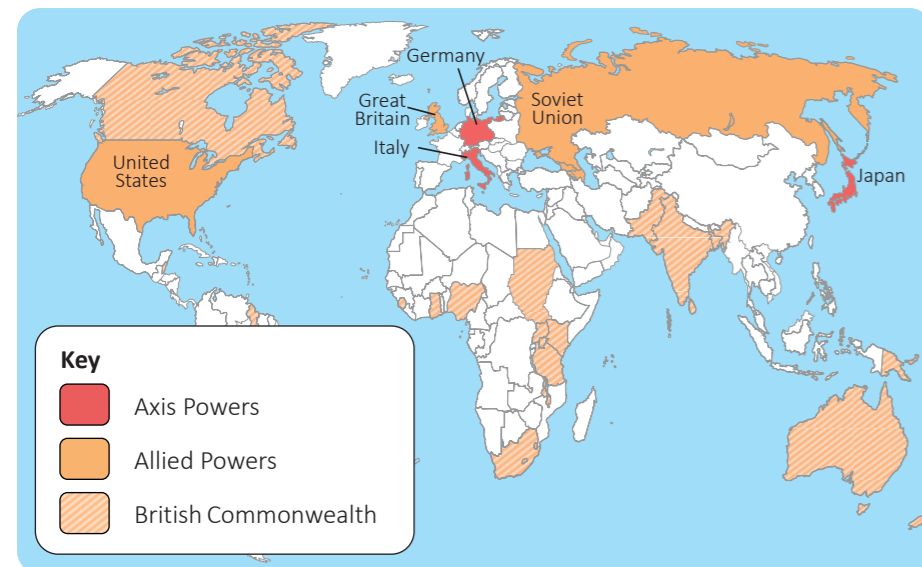 Germany
Great
Britain
Italy
Soviet
Union
United
States
Japan
Key
Axis Powers
Allied Powers
British Commonwealth